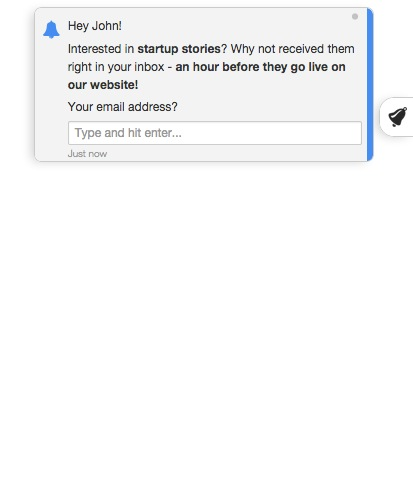 Hey John!
Interested in startup stories? Why not received them
right in your inbox - an hour before they go live on
our website!
Your email address?
Type and hit enter...
Just now